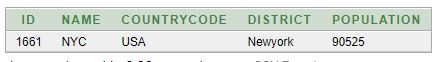 ID NAME COUNTRYCODE DISTRICT POPULATION
1661 NYC USA Newyork 90525